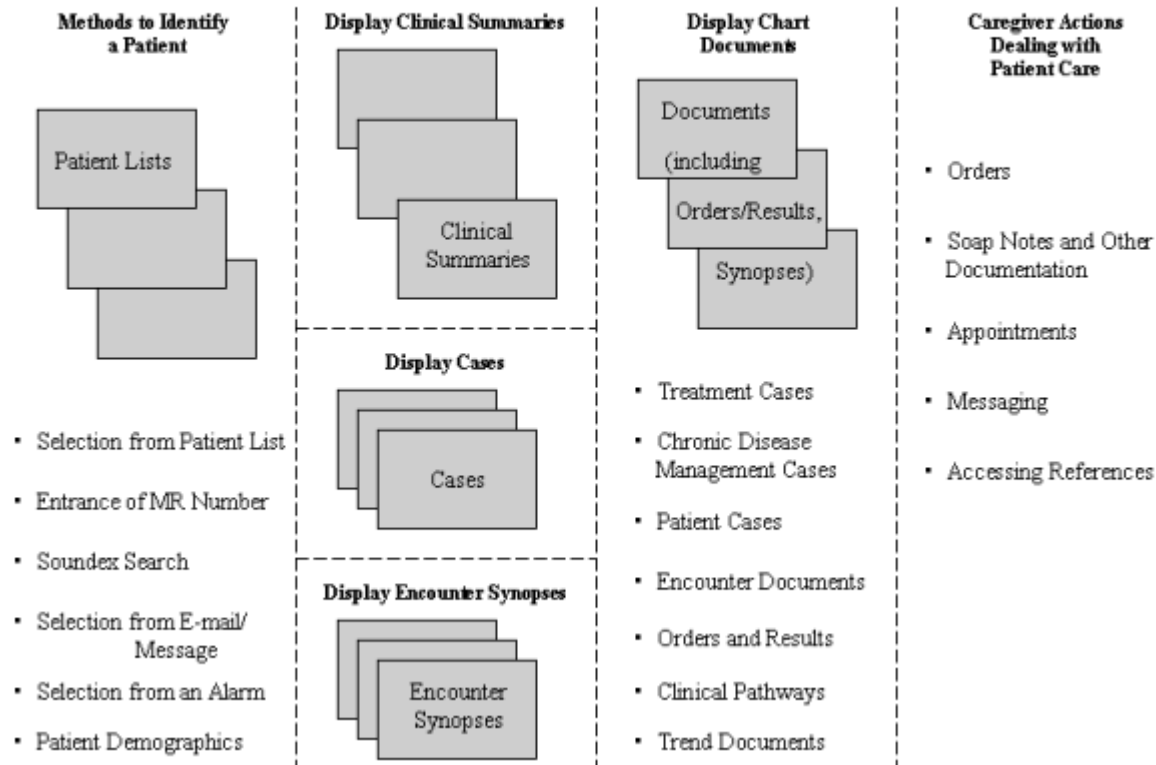 Methods to Identify
a Patient
Patient Lists
▪ Selection from Patient List
▪ Entrance of MR Number
▪ Soundex Search
▪ Selection from E-mail/
Message
▪ Selection from an Alarm
▪ Patient Demographics
Display Clinical Summaries
Clinical
Summaries
Display Cases
Cases
Display Encounter Synopses
Encounter
Synopses
Display Chart
Documents
Documents
(including
Orders/Results,
Synopses)
▪ Treatment Cases
▪ Chronic Disease
Management Cases
▪ Patient Cases
▪ Encounter Documents
▪ Orders and Results
▪ Clinical Pathways
▪ Trend Documents
Caregiver Actions
Dealing with
Patient Care
▪ Orders
▪ Soap Notes and Other
Documentation
▪ Appointments
▪ Messaging
▪ Accessing References